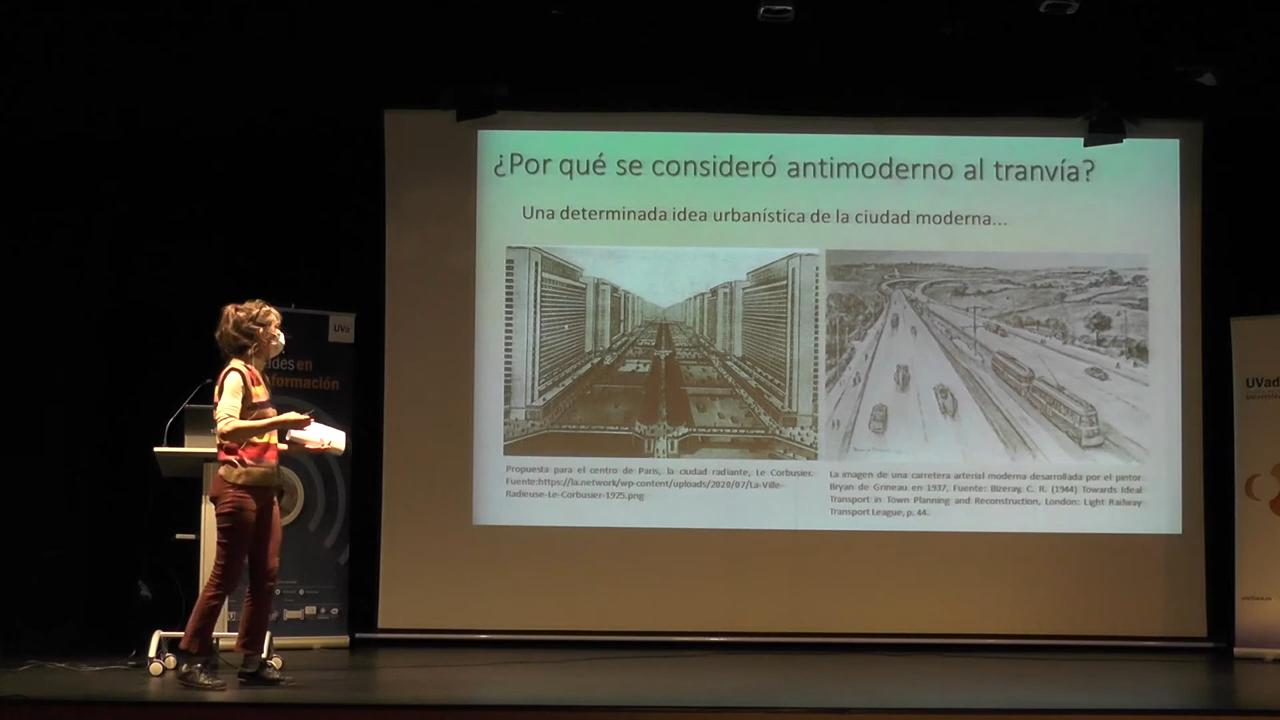 ¿Por qué se consideró antimoderno al tranvía?
Una determinada idea urbanística de la ciudad moderna...
Propuesta para el centro de París, la ciudad radiante, Le Corbusier.
Fuente:https://la.network/wp-content/uploads/2020/07/La-Ville-
Radieuse-Le-Corbusier-1925.png
La imagen de una carretera arterial moderna desarrollada por el pintor
Bryan de Grineau en 1937, Fuente: Bizeray, C. R. (1944) Towards Ideal
Transport in Town Planning and Reconstruction, London: Light Railway
Transport League, p. 44.
UVa
des en
formación
UVad